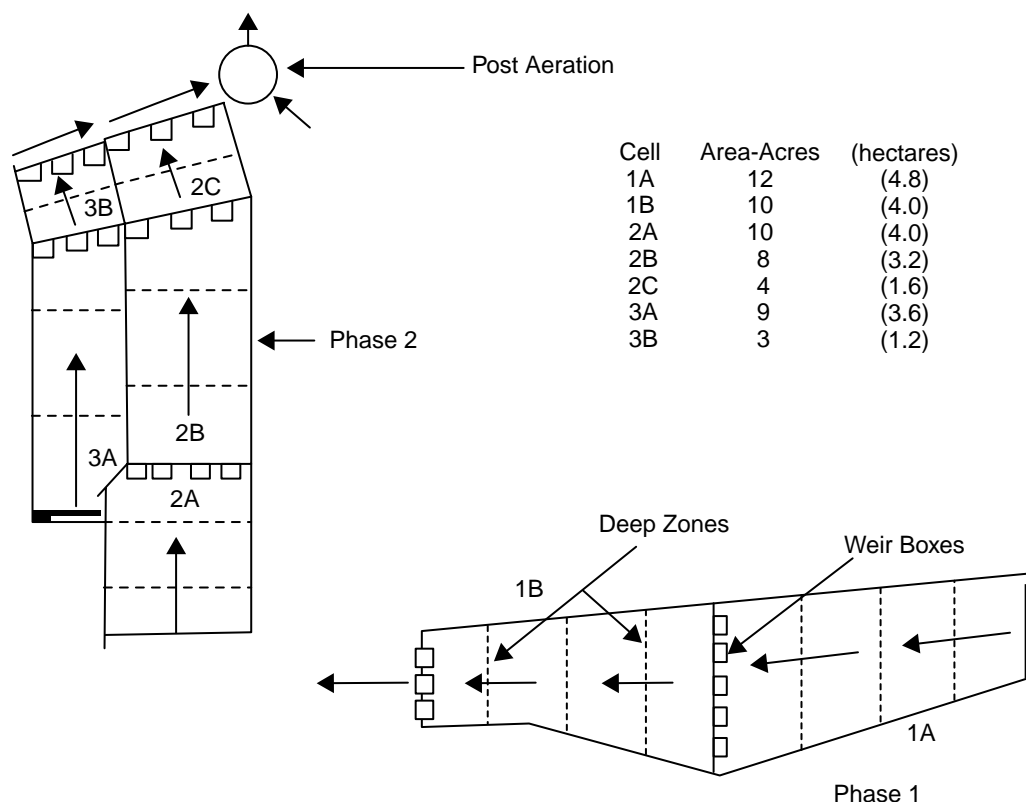 Post Aeration
Cell Area-Acres (hectares)
1A 12 (4.8)
1B 10 (4.0)
2A 10 (4.0)
2B 8 (3.2)
2C 4 (1.6)
3A 9 (3.6)
3B 3 (1.2)
2C
3B
Phase 2
2B
3A
2A
Deep Zones
Weir Boxes
1B
1A
Phase 1